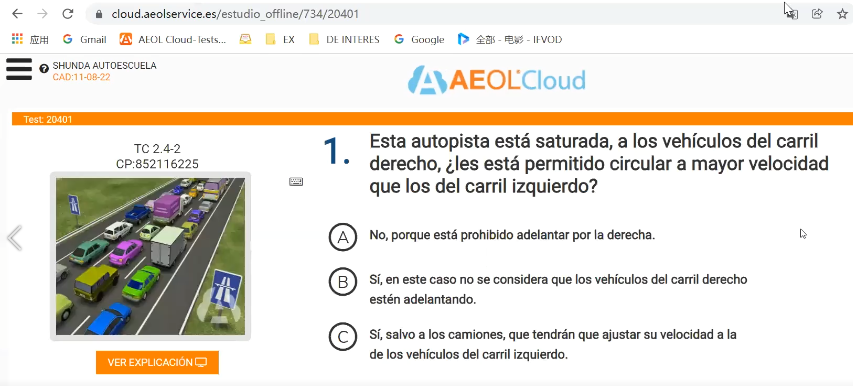 cloud.aeolservice.es/estudio_offline/734/20401
应用 Gmail AEOL Cloud-Tests... EX DE INTERES Google 全部 - 电影 - IFVOD
SHUNDA AUTOESCUELA
CAD:11-08-22
AEOL Cloud
Test: 20401
TC 2.4-2
CP:852116225
1. Esta autopista está saturada, a los vehículos del carril
derecho, ¿les está permitido circular a mayor velocidad
que los del carril izquierdo?
A No, porque está prohibido adelantar por la derecha.
B Sí, en este caso no se considera que los vehículos del carril derecho
estén adelantando.
C Sí, salvo a los camiones, que tendrán que ajustar su velocidad a la
de los vehículos del carril izquierdo.
VER EXPLICACIÓN